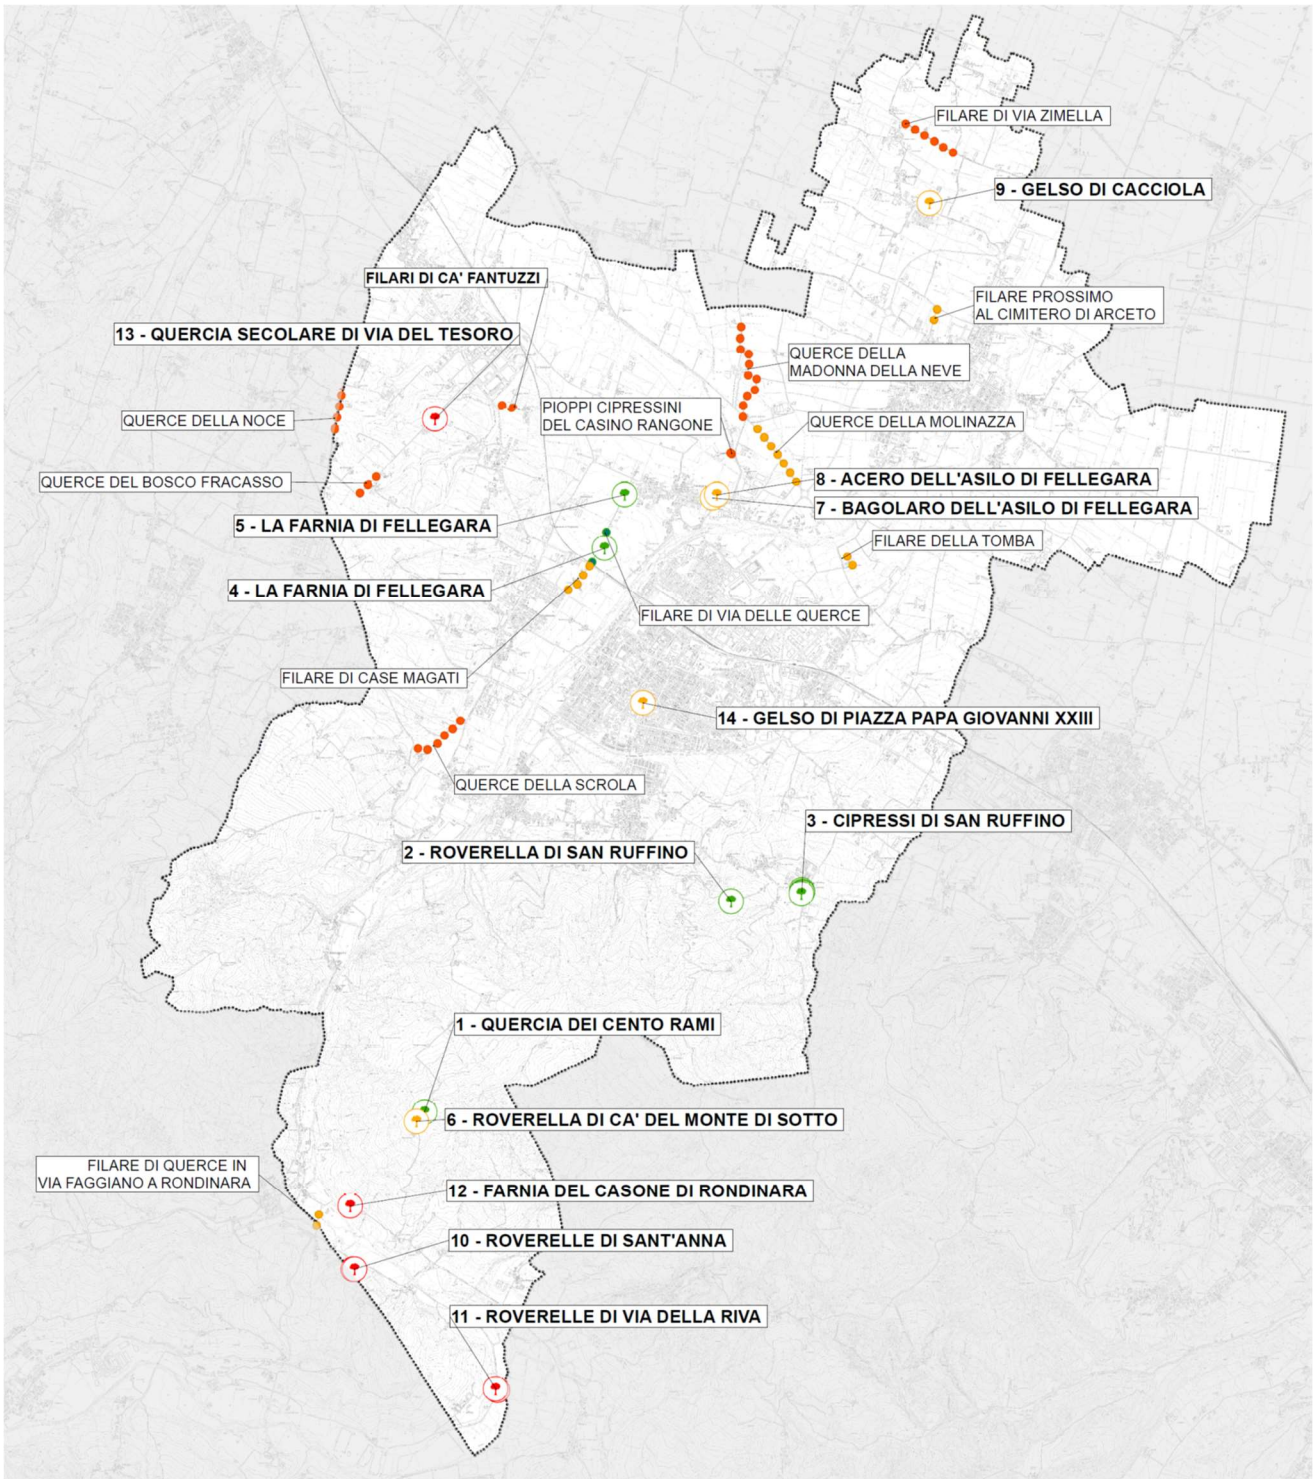 FILARE DI VIA ZIMELLA
9 - GELSO DI CACCIOLA
FILARI DI CA' FANTUZZI
FILARE PROSSIMO
AL CIMITERO DI ARCETO
13 - QUERCIA SECOLARE DI VIA DEL TESORO
QUERCE DELLA
MADONNA DELLA NEVE
QUERCE DELLA NOCE
PIOPPI CIPRESSINI
DEL CASINO RANGONE
QUERCE DELLA MOLINAZZA
QUERCE DEL BOSCO FRACASSO
8 - ACERO DELL'ASILO DI FELLEGARA
7 - BAGOLARO DELL'ASILO DI FELLEGARA
5 - LA FARNIA DI FELLEGARA
FILARE DELLA TOMBA
4 - LA FARNIA DI FELLEGARA
FILARE DI VIA DELLE QUERCE
FILARE DI CASE MAGATI
14 - GELSO DI PIAZZA PAPA GIOVANNI XXIII
QUERCE DELLA SCROLA
3 - CIPRESSI DI SAN RUFFINO
2 - ROVERELLA DI SAN RUFFINO
1 - QUERCIA DEI CENTO RAMI
6 - ROVERELLA DI CA' DEL MONTE DI SOTTO
FILARE DI QUERCE IN
VIA FAGGIANO A RONDINARA
12 - FARNIA DEL CASONE DI RONDINARA
10 - ROVERELLE DI SANT'ANNA
11 - ROVERELLE DI VIA DELLA RIVA